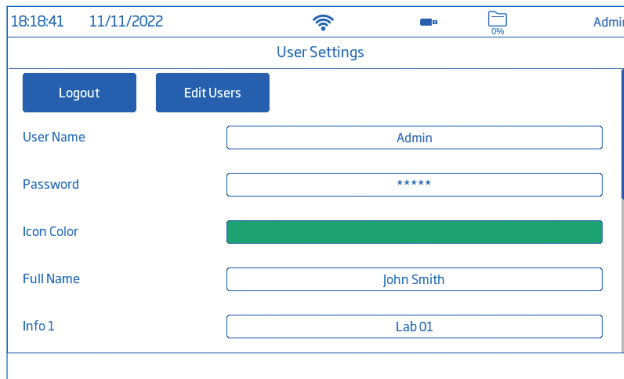 18:18:41 11/11/2022 0% Admin
User Settings
Logout Edit Users
User Name Admin
Password *****
Icon Color
Full Name John Smith
Info 1 Lab 01